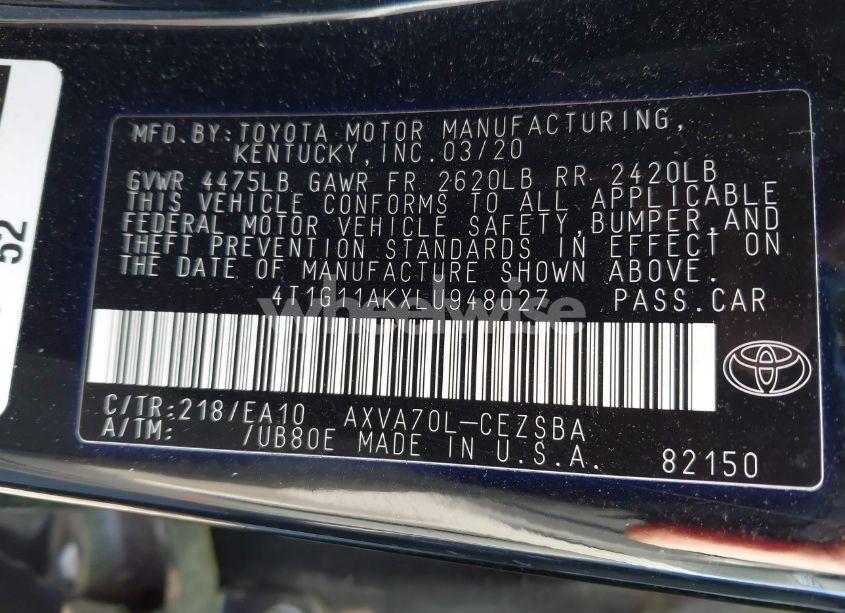 52
MFD.BY:TOYOTA MOTOR MANUFACTURING,
KENTUCKY,INC.03/20
GVWR 4475LB GAWR FR 2620LB RR 2420LB
THIS VEHICLE CONFORMS TO ALL APPLICABLE
FEDERAL MOTOR VEHICLE SAFETY,BUMPER,AND
THEFT PREVENTION STANDARDS IN EFFECT ON
THE DATE OF MANUFACTURE SHOWN ABOVE.
4T1G11AKXLU948027 PASS.CAR
wheelwise
C/TR:218/EA10 AXVA70L-CEZSBA
A/TM: /UB80E MADE IN U.S.A. 82150